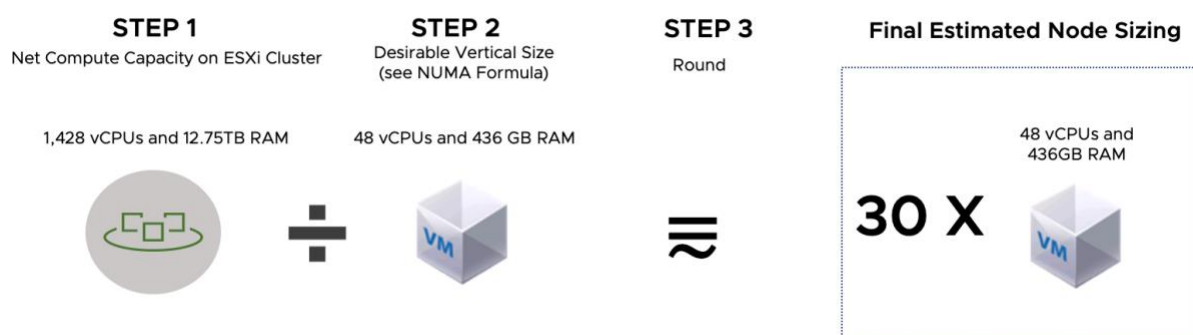 STEP 1
Net Compute Capacity on ESXi Cluster
1,428 vCPUs and 12.75TB RAM
STEP 2
Desirable Vertical Size
(see NUMA Formula)
48 vCPUs and 436 GB RAM
VM
STEP 3
Round
Final Estimated Node Sizing
48 vCPUs and
436GB RAM
30 X
VM